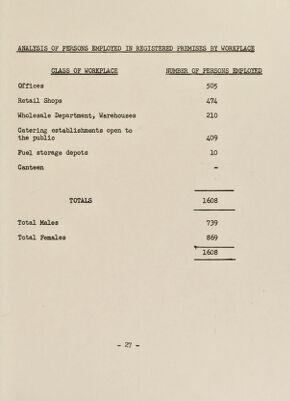 ANALYSIS OF PERSONS EMPLOYED IN REGISTERED PREMISES BY WORKPLACE
CLASS OF WORKPLACE NUMBER OF PERSONS EMPLOYED
Offices 505
Retail Shops 474
Wholesale Department, Warehouses 210
Catering establishments open to
the public 409
Fuel storage depots 10
Canteen -
TOTALS 1608
Total Males 739
Total Females 869
1608
- 27 -